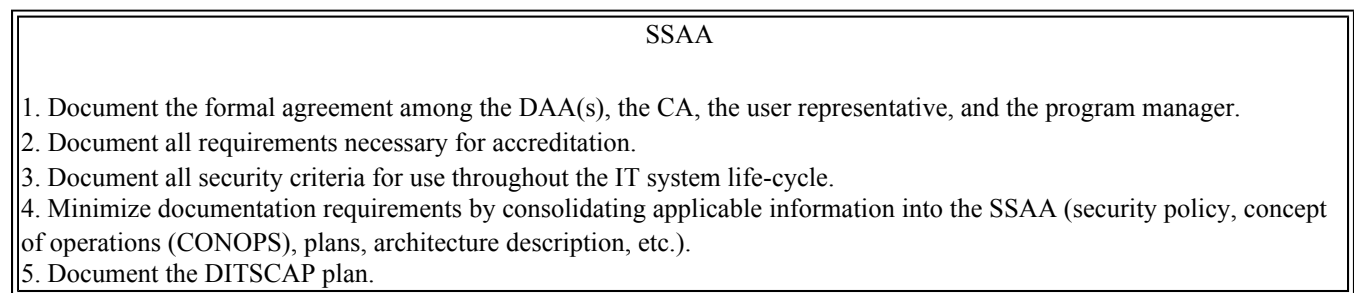 SSAA
1. Document the formal agreement among the DAA(s), the CA, the user representative, and the program manager.
2. Document all requirements necessary for accreditation.
3. Document all security criteria for use throughout the IT system life-cycle.
4. Minimize documentation requirements by consolidating applicable information into the SSAA (security policy, concept
of operations (CONOPS), plans, architecture description, etc.).
5. Document the DITSCAP plan.